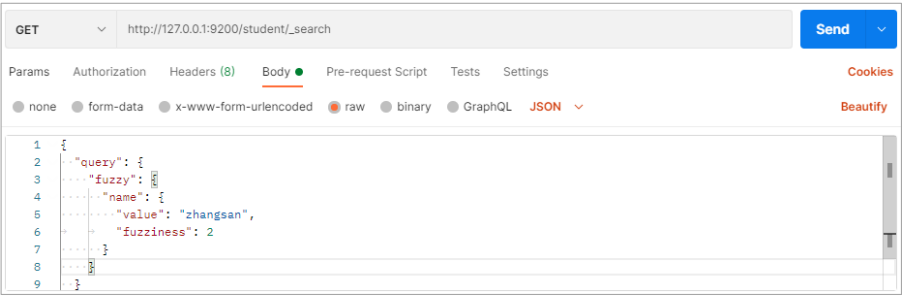 GET http://127.0.0.1:9200/student/_search Send
Params Authorization Headers (8) Body Pre-request Script Tests Settings Cookies
none form-data x-www-form-urlencoded raw binary GraphQL JSON Beautify
1 {
2 "query": {
3 "fuzzy": {
4 "name": {
5 "value": "zhangsan",
6 "fuzziness": 2
7 }
8 }
9 }